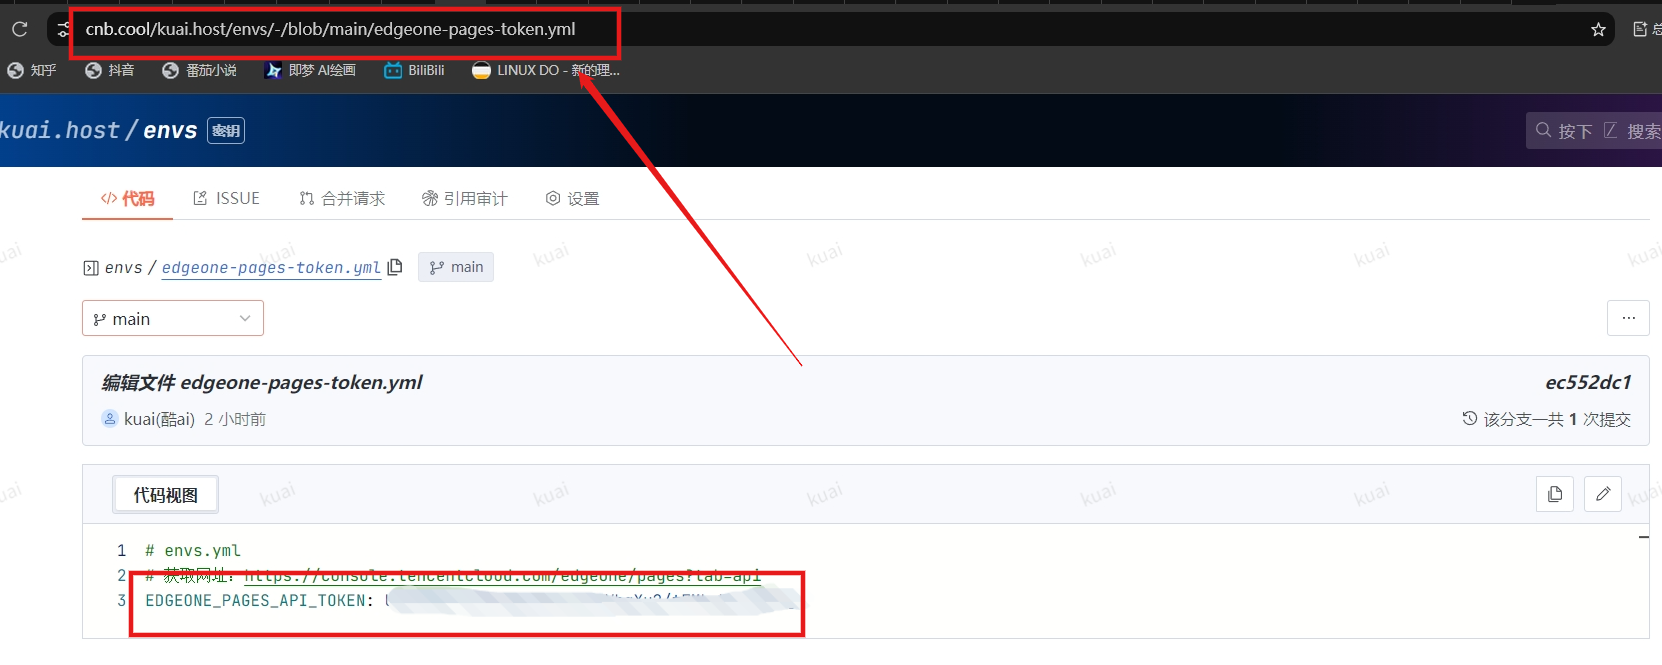 cnb.cool/kuai.host/envs/-/blob/main/edgeone-pages-token.yml
总
知乎 抖音 番茄小说 即梦 AI绘画 BiliBili LINUX DO - 新的理...
kuai.host / envs 密钥
按下 / 搜索
代码 ISSUE 合并请求 引用审计 设置
envs / edgeone-pages-token.yml main
main
...
编辑文件 edgeone-pages-token.yml ec552dc1
kuai(酷ai) 2 小时前 该分支一共 1 次提交
代码视图
1 # envs.yml
2 # 获取网址：https://console.tencentcloud.com/edgeone/pages?tab=api
3 EDGEONE_PAGES_API_TOKEN:
kuai kuai kuai kuai kuai kuai
kuai kuai kuai kuai kuai kuai